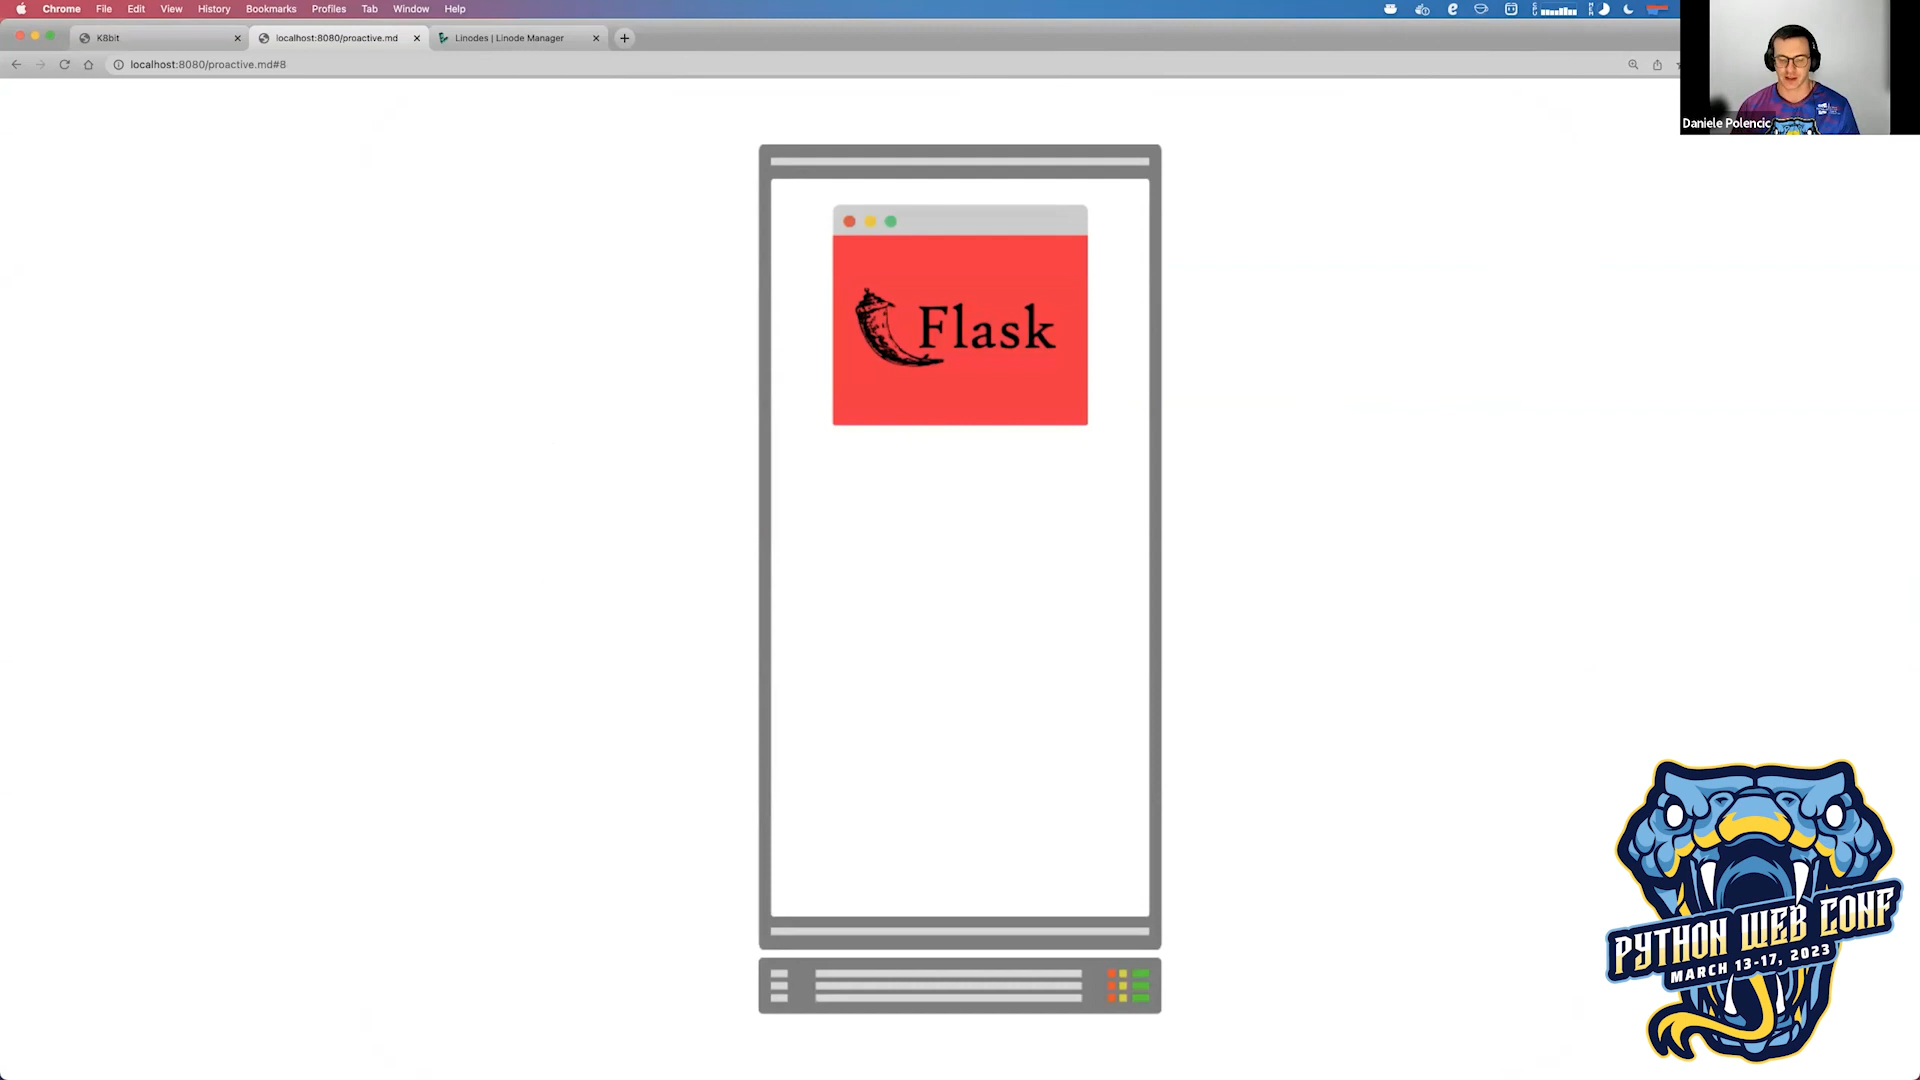 Chrome File Edit View History Bookmarks Profiles Tab Window Help
K8bit
localhost:8080/proactive.md
Linodes | Linode Manager
localhost:8080/proactive.md#8
Daniele Polencic
Flask
PYTHON WEB CONF
MARCH 13-17, 2023